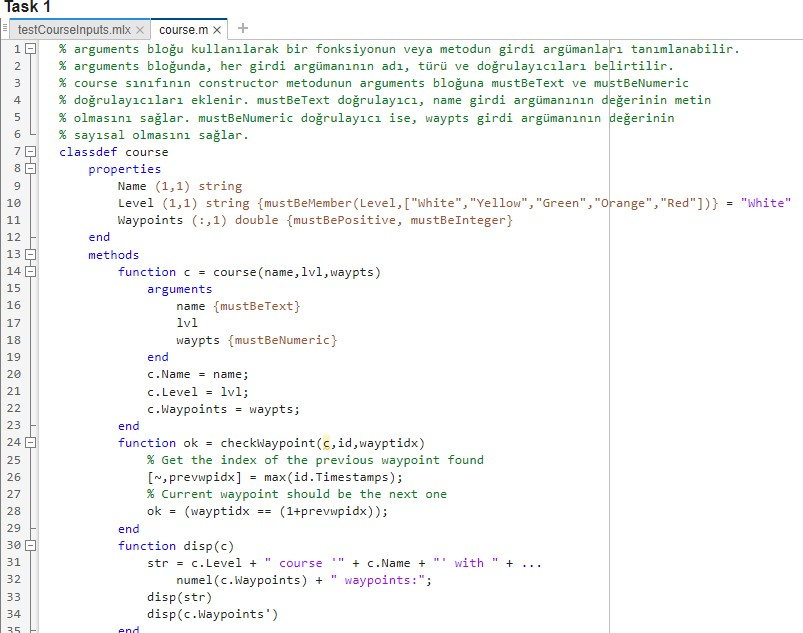 Task 1
testCourseInputs.mlx × course.m × +
1 % arguments bloğu kullanılarak bir fonksiyonun veya metodun girdi argümanları tanımlanabilir.
2 % arguments bloğunda, her girdi argümanının adı, türü ve doğrulayıcıları belirtilir.
3 % course sınıfının constructor metodunun arguments bloğuna mustBeText ve mustBeNumeric
4 % doğrulayıcıları eklenir. mustBeText doğrulayıcı, name girdi argümanının değerinin metin
5 % olmasını sağlar. mustBeNumeric doğrulayıcı ise, waypts girdi argümanının değerinin
6 % sayısal olmasını sağlar.
7 classdef course
8 properties
9 Name (1,1) string
10 Level (1,1) string {mustBeMember(Level,["White","Yellow","Green","Orange","Red"])} = "White"
11 Waypoints (:,1) double {mustBePositive, mustBeInteger}
12 end
13 methods
14 function c = course(name,lvl,waypts)
15 arguments
16 name {mustBeText}
17 lvl
18 waypts {mustBeNumeric}
19 end
20 c.Name = name;
21 c.Level = lvl;
22 c.Waypoints = waypts;
23 end
24 function ok = checkWaypoint(c,id,wayptidx)
25 % Get the index of the previous waypoint found
26 [~,prevwpidx] = max(id.Timestamps);
27 % Current waypoint should be the next one
28 ok = (wayptidx == (1+prevwpidx));
29 end
30 function disp(c)
31 str = c.Level + " course '" + c.Name + "' with " + ...
32 numel(c.Waypoints) + " waypoints:";
33 disp(str)
34 disp(c.Waypoints')
35 end